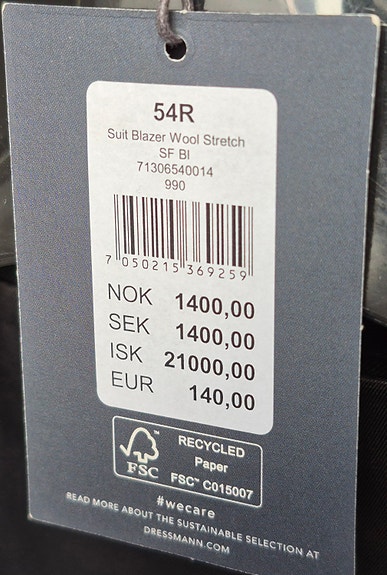 54R
Suit Blazer Wool Stretch
SF BI
71306540014
990
7 050215 369259
NOK 1400,00
SEK 1400,00
ISK 21000,00
EUR 140,00
FSC
RECYCLED
Paper
FSC™ C015007
#wecare
READ MORE ABOUT THE SUSTAINABLE SELECTION AT
DRESSMANN.COM